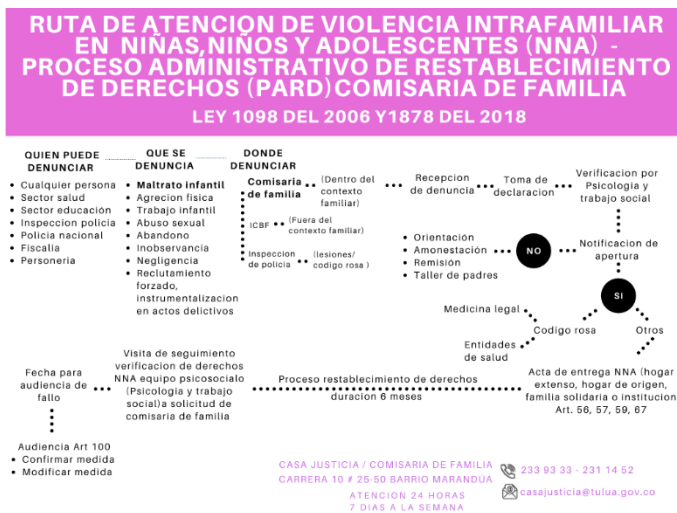 RUTA DE ATENCION DE VIOLENCIA INTRAFAMILIAR
EN NIÑAS,NIÑOS Y ADOLESCENTES (NNA) -
PROCESO ADMINISTRATIVO DE RESTABLECIMIENTO
DE DERECHOS (PARD)COMISARIA DE FAMILIA
LEY 1098 DEL 2006 Y1878 DEL 2018
QUIEN PUEDE
DENUNCIAR
• Cualquier persona
• Sector salud
• Sector educación
• Inspeccion policia
• Policia nacional
• Fiscalia
• Personeria
QUE SE
DENUNCIA
• Maltrato infantil
• Agrecion fisica
• Trabajo infantil
• Abuso sexual
• Abandono
• Inobservancia
• Negligencia
• Reclutamiento
forzado,
instrumentalizacion
en actos delictivos
DONDE
DENUNCIAR
Comisaria
de familia
(Dentro del
contexto
familiar)
ICBF
(Fuera del
contexto familiar)
Inspeccion
de policia
(lesiones/
codigo rosa )
Recepcion
de denuncia
Toma de
declaracion
Verificacion por
Psicologia y
trabajo social
Notificacion de
apertura
NO
• Orientación
• Amonestación
• Remisión
• Taller de padres
SI
Medicina legal
Codigo rosa
Otros
Entidades
de salud
Acta de entrega NNA (hogar
extenso, hogar de origen,
familia solidaria o institucion
Art. 56, 57, 59, 67
Proceso restablecimiento de derechos
duracion 6 meses
Visita de seguimiento
verificacion de derechos
NNA equipo psicosocialo
(Psicologia y trabajo
social)a solicitud de
comisaria de familia
Fecha para
audiencia de
fallo
Audiencia Art 100
• Confirmar medida
• Modificar medida
CASA JUSTICIA / COMISARIA DE FAMILIA
CARRERA 10 # 25-50 BARRIO MARANDUA
ATENCION 24 HORAS
7 DIAS A LA SEMANA
233 93 33 - 231 14 52
casajusticia@tulua.gov.co